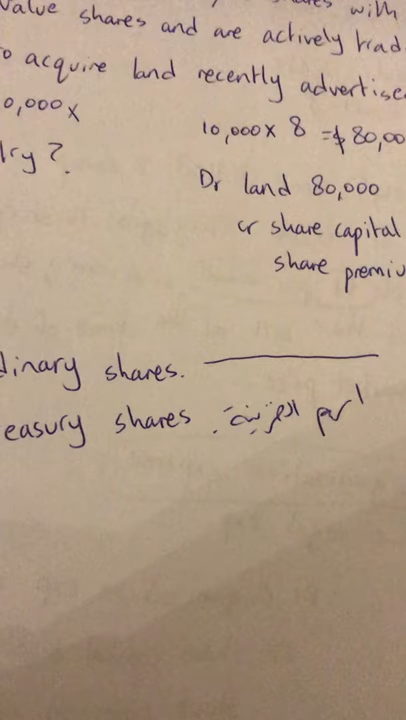 value shares and are actively trad
acquire land recently advertise
0,000 x
10,000 x 8 = $ 80,00
ry ?
Dr land 80,000
cr share capital
share premiu
dinary shares.
easury shares اسهم الخزينة